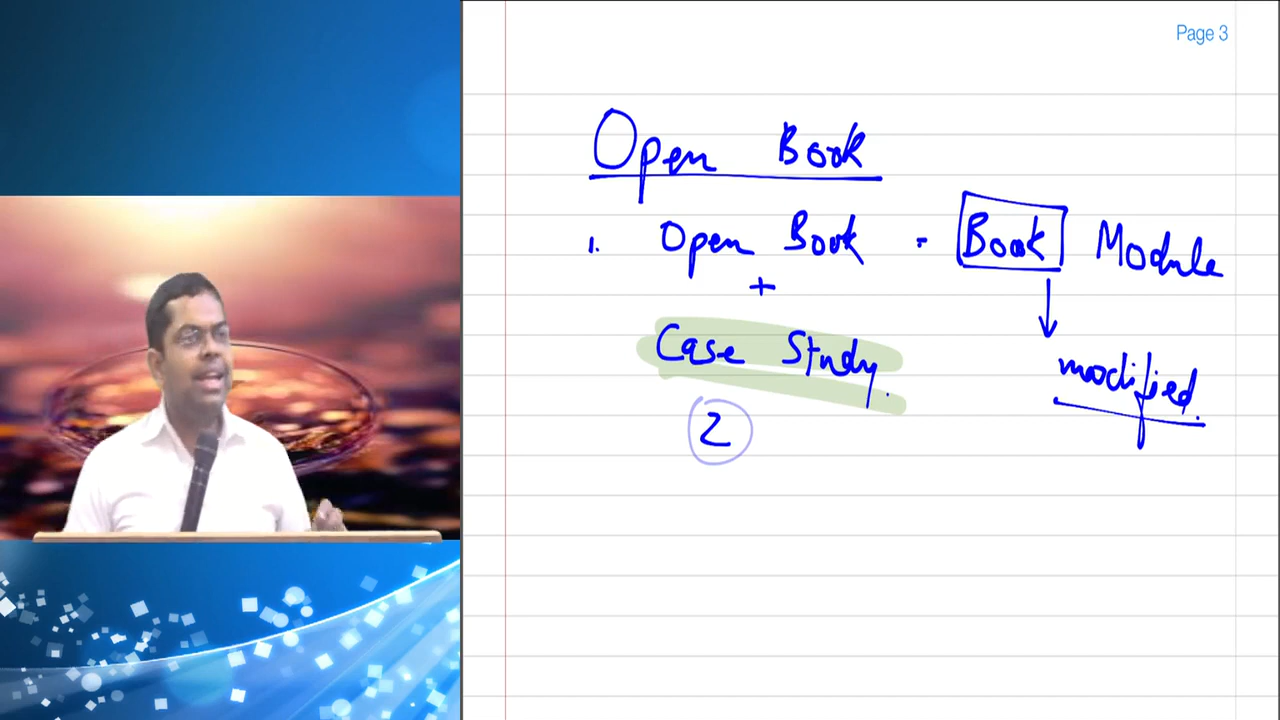 Page 3
Open Book
1. Open Book - Book Module
+
Case Study.
modified.
2